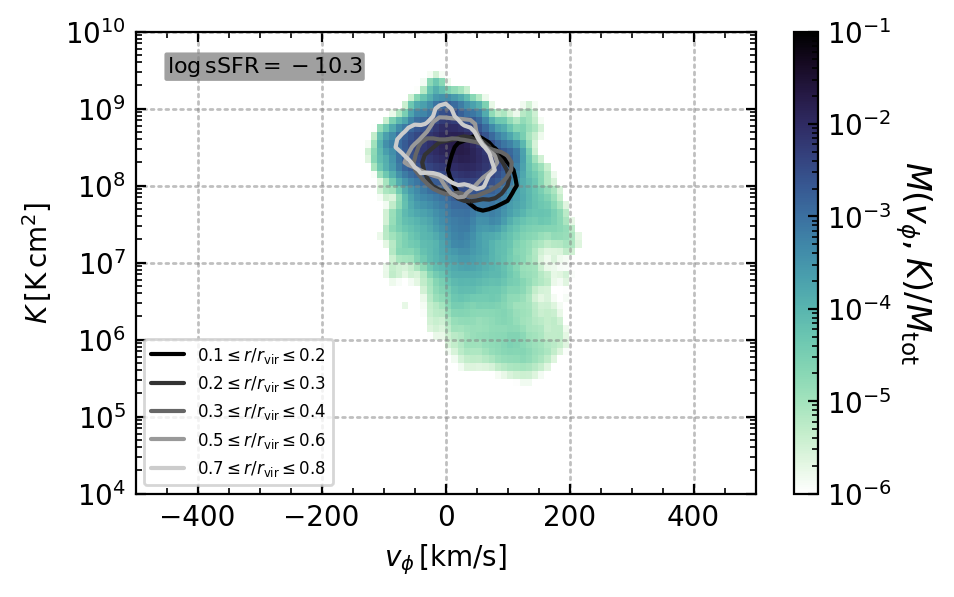 10^10
10^9
10^8
10^7
10^6
10^5
10^4
K [K cm^2]
log sSFR = −10.3
0.1 ≤ r/r_vir ≤ 0.2
0.2 ≤ r/r_vir ≤ 0.3
0.3 ≤ r/r_vir ≤ 0.4
0.5 ≤ r/r_vir ≤ 0.6
0.7 ≤ r/r_vir ≤ 0.8
−400 −200 0 200 400
v_ϕ [km/s]
10^−1
10^−2
10^−3
10^−4
10^−5
10^−6
M(v_ϕ, K)/M_tot